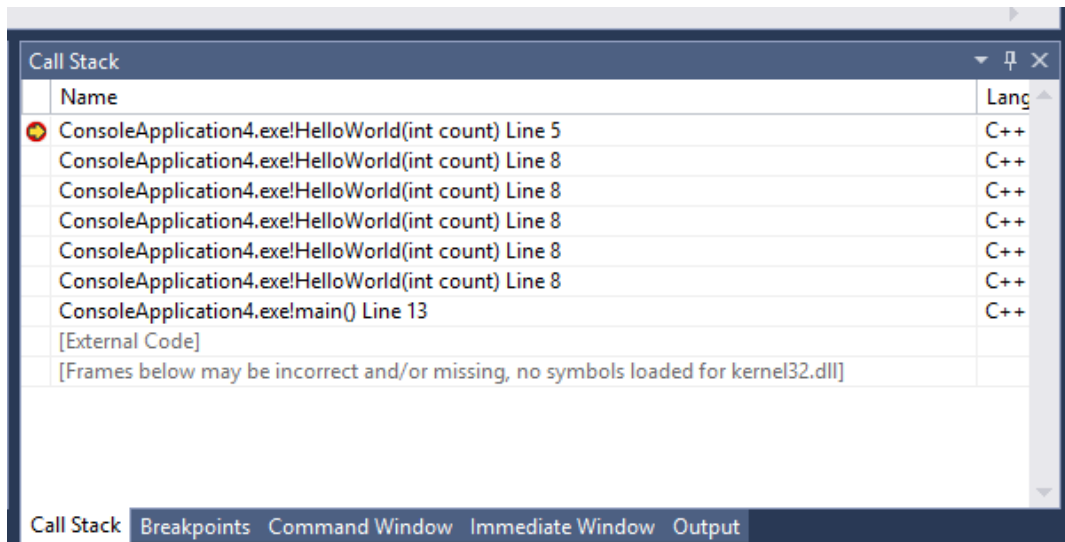 Call Stack
Name Lang
ConsoleApplication4.exe!HelloWorld(int count) Line 5 C++
ConsoleApplication4.exe!HelloWorld(int count) Line 8 C++
ConsoleApplication4.exe!HelloWorld(int count) Line 8 C++
ConsoleApplication4.exe!HelloWorld(int count) Line 8 C++
ConsoleApplication4.exe!HelloWorld(int count) Line 8 C++
ConsoleApplication4.exe!HelloWorld(int count) Line 8 C++
ConsoleApplication4.exe!main() Line 13 C++
[External Code]
[Frames below may be incorrect and/or missing, no symbols loaded for kernel32.dll]
Call Stack Breakpoints Command Window Immediate Window Output